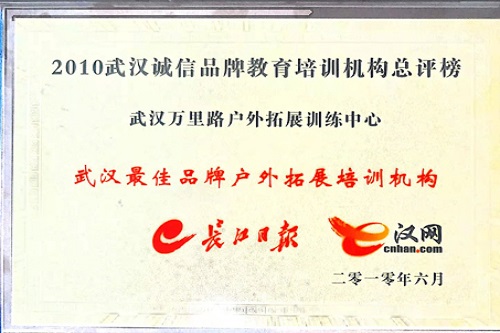 2010武汉诚信品牌教育培训机构总评榜
武汉万里路户外拓展训练中心
武汉最佳品牌户外拓展培训机构
长江日报 汉网
cnhan.com
二零一零年六月